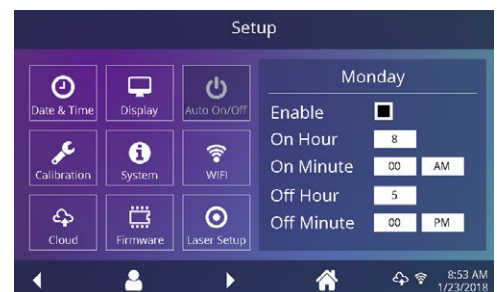 Setup
Date & Time
Display
Auto On/Off
Calibration
System
WIFI
Cloud
Firmware
Laser Setup
Monday
Enable
On Hour 8
On Minute 00 AM
Off Hour 5
Off Minute 00 PM
8:53 AM
1/23/2018